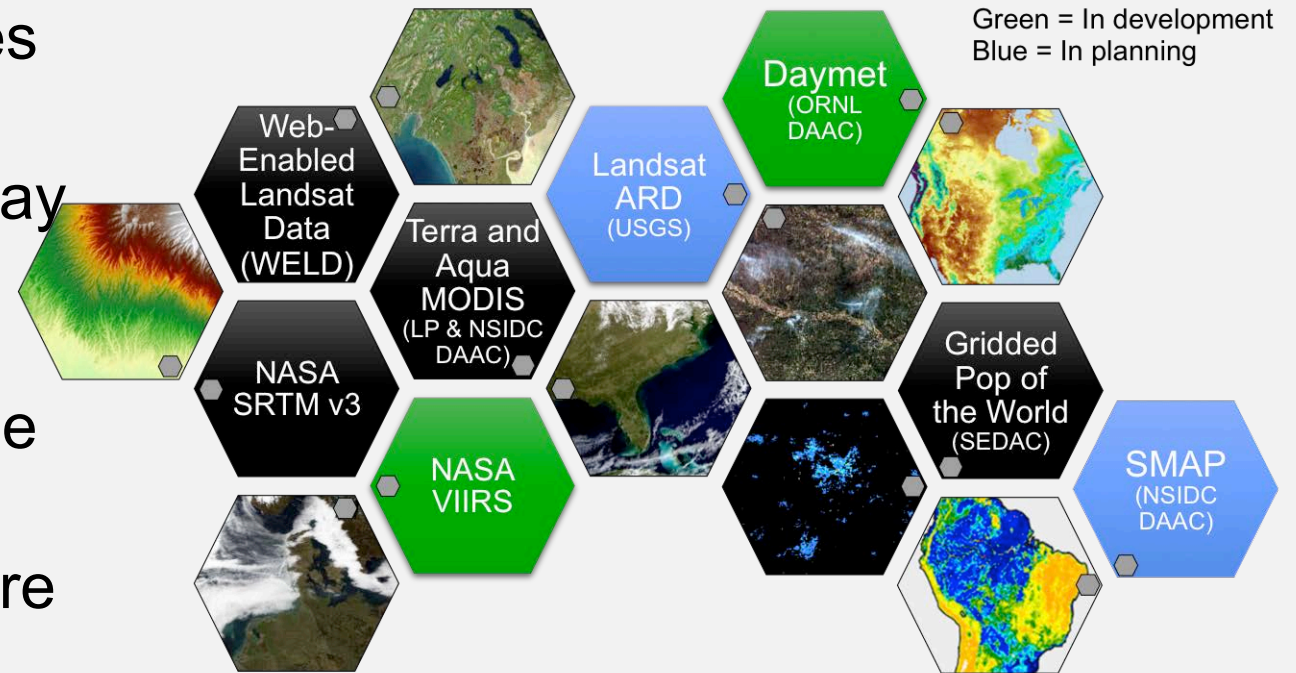 es
ay
e
re
Green = In development
Blue = In planning
Web-
Enabled
Landsat
Data
(WELD)
Terra and
Aqua
MODIS
(LP & NSIDC
DAAC)
Landsat
ARD
(USGS)
Daymet
(ORNL
DAAC)
NASA
SRTM v3
NASA
VIIRS
Gridded
Pop of
the World
(SEDAC)
SMAP
(NSIDC
DAAC)